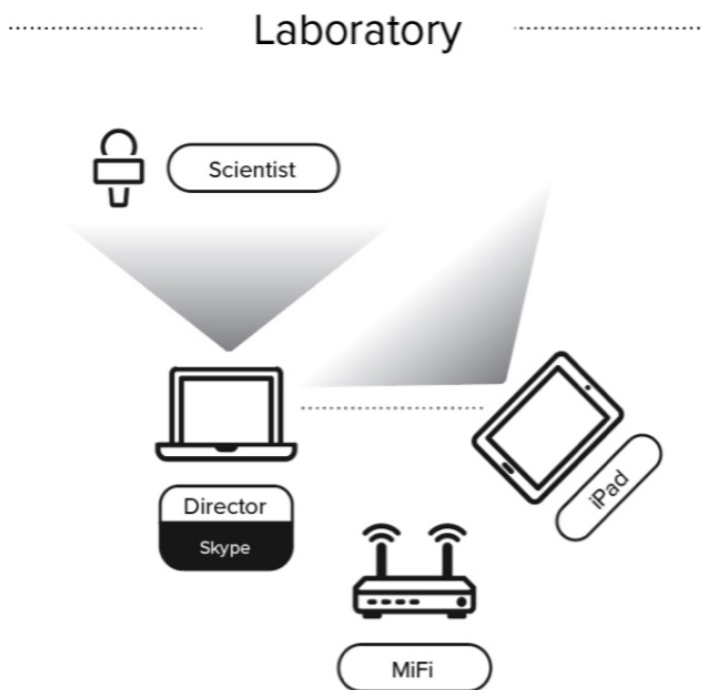 Laboratory
Scientist
iPad
Director
Skype
MiFi